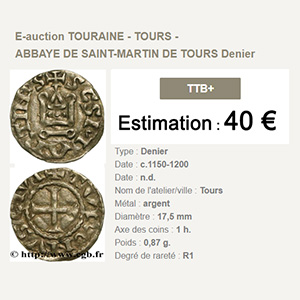 E-auction TOURAINE - TOURS -
ABBAYE DE SAINT-MARTIN DE TOURS Denier
TTB+
Estimation : 40 €
Type : Denier
Date : c.1150-1200
Date : n.d.
Nom de l'atelier/ville : Tours
Métal : argent
Diamètre : 17,5 mm
Axe des coins : 1 h.
Poids : 0,87 g.
Degré de rareté : R1
© http://www.cgb.fr